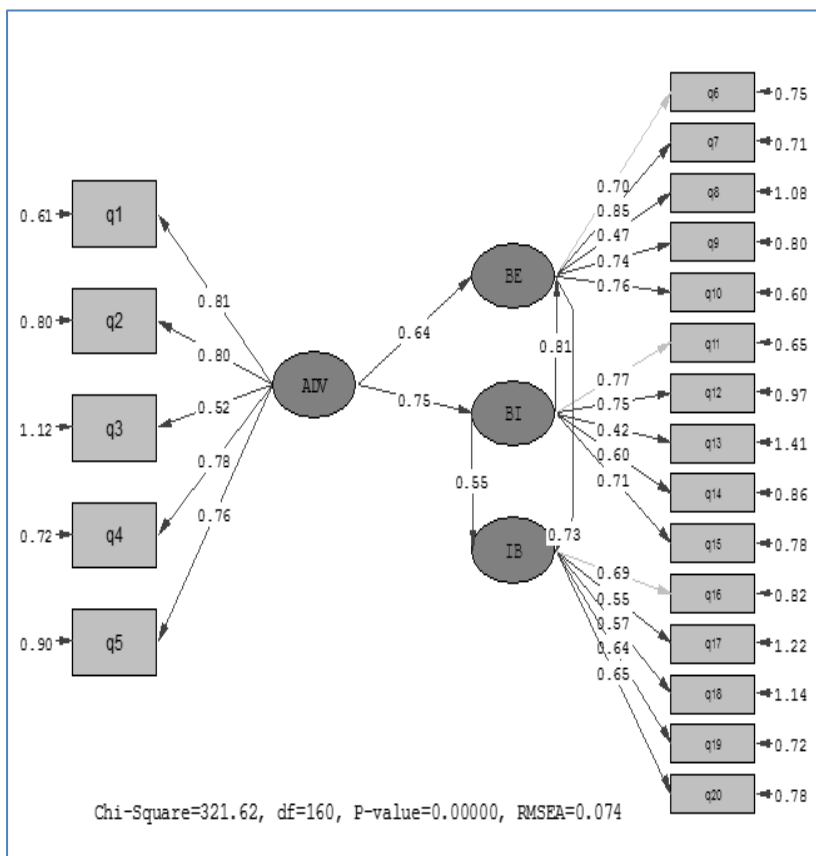 q6
0.75
q7
0.71
0.70
q8
1.08
0.85
0.61
q1
0.47
q9
0.80
0.74
BE
0.76
q10
0.60
0.81
q11
0.65
0.80
q2
0.64
0.81
0.80
0.77
q12
0.97
ADV
0.75
0.75
BI
0.42
q13
1.41
0.52
1.12
q3
0.60
0.78
0.71
q14
0.86
0.55
0.76
0.73
q15
0.78
0.72
q4
IB
0.69
q16
0.82
0.55
0.57
q17
1.22
0.90
q5
0.64
0.65
q18
1.14
q19
0.72
q20
0.78
Chi-Square=321.62, df=160, P-value=0.00000, RMSEA=0.074